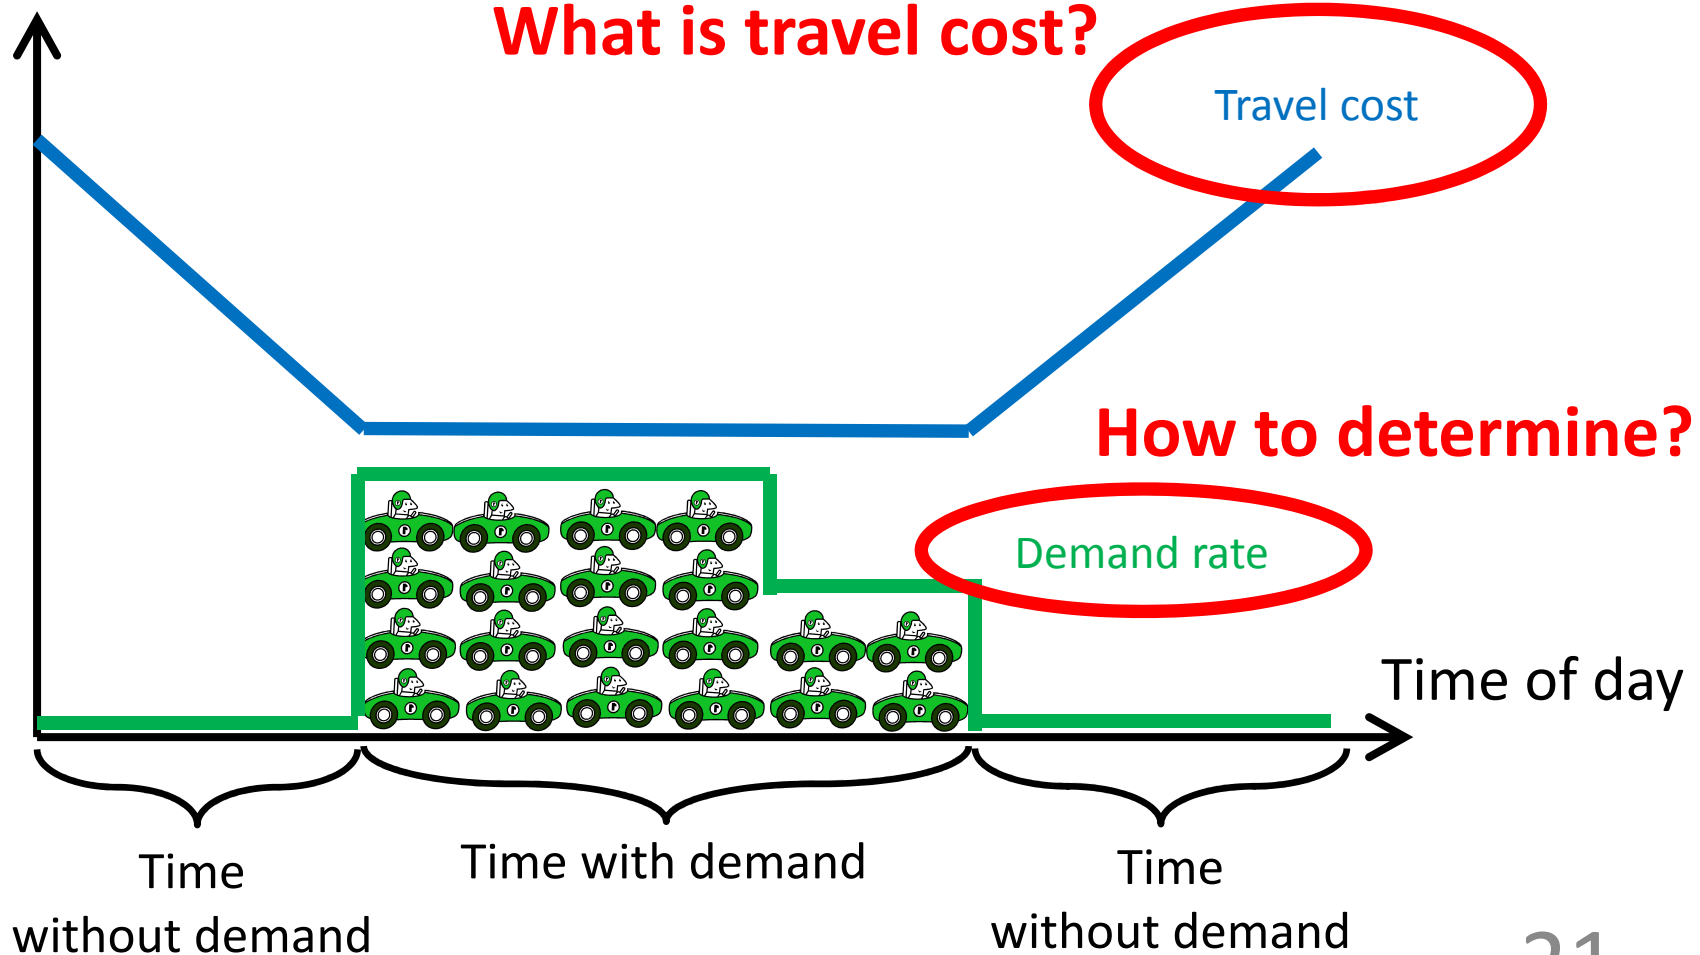 What is travel cost?
Travel cost
How to determine?
Demand rate
Time of day
Time with demand
Time
without demand
Time
without demand